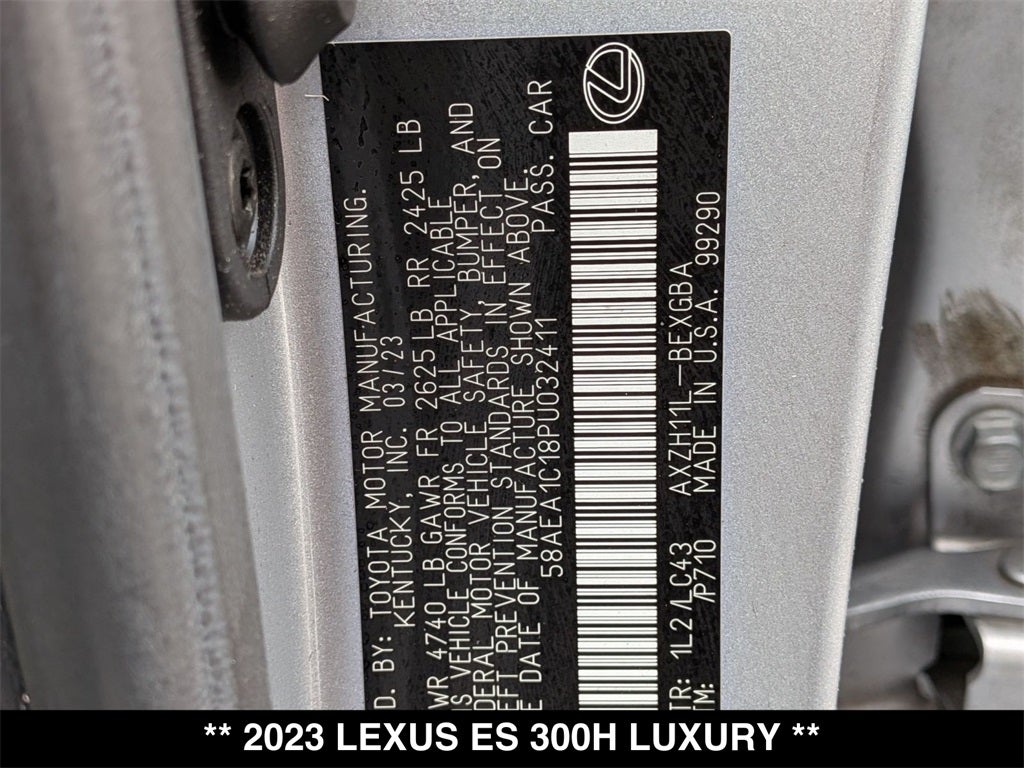 D. BY: TOYOTA MOTOR MANUFACTURING.
KENTUCKY, INC. 03/23
WR 4740 LB GAWR FR 2625 LB RR 2425 LB
S VEHICLE CONFORMS TO ALL APPLICABLE
DERAL MOTOR VEHICLE SAFETY, BUMPER, AND
EFT PREVENTION STANDARDS IN EFFECT ON
E DATE OF MANUFACTURE SHOWN ABOVE.
58AEA1C18PU032411 PASS. CAR
TR: 1L2/LC43 AXZH11L-BEXGBA
TM: /P710 MADE IN U.S.A. 99290
** 2023 LEXUS ES 300H LUXURY **